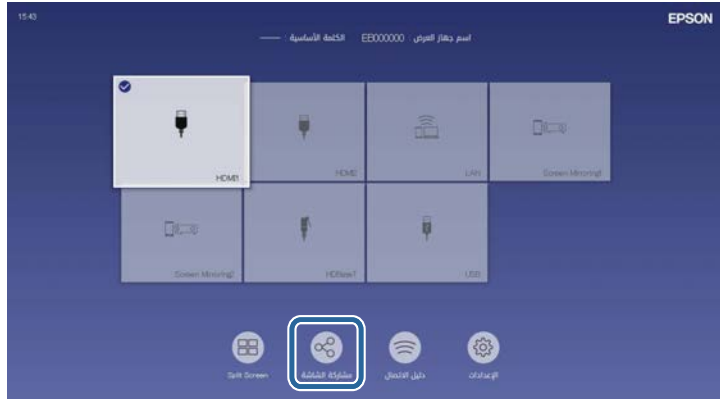 15:43
EPSON
اسم جهاز العرض : EB000000 الكلمة الأساسية : ——
HDMI1
HDMI2
LAN
Screen Mirroring1
Screen Mirroring2
HDBaseT
USB
Split Screen
مشاركة الشاشة
دليل الاتصال
الإعدادات